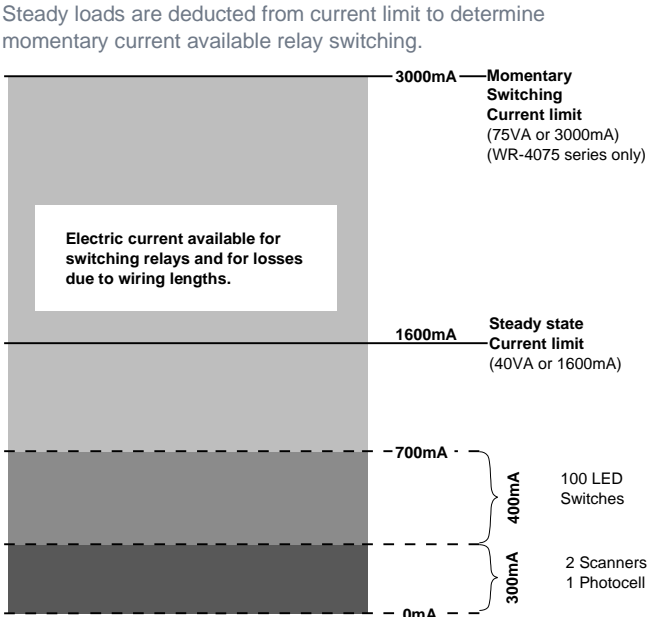 Steady loads are deducted from current limit to determine
momentary current available relay switching.
3000mA
Momentary
Switching
Current limit
(75VA or 3000mA)
(WR-4075 series only)
Electric current available for
switching relays and for losses
due to wiring lengths.
1600mA
Steady state
Current limit
(40VA or 1600mA)
700mA
400mA
100 LED
Switches
300mA
2 Scanners
1 Photocell
0mA